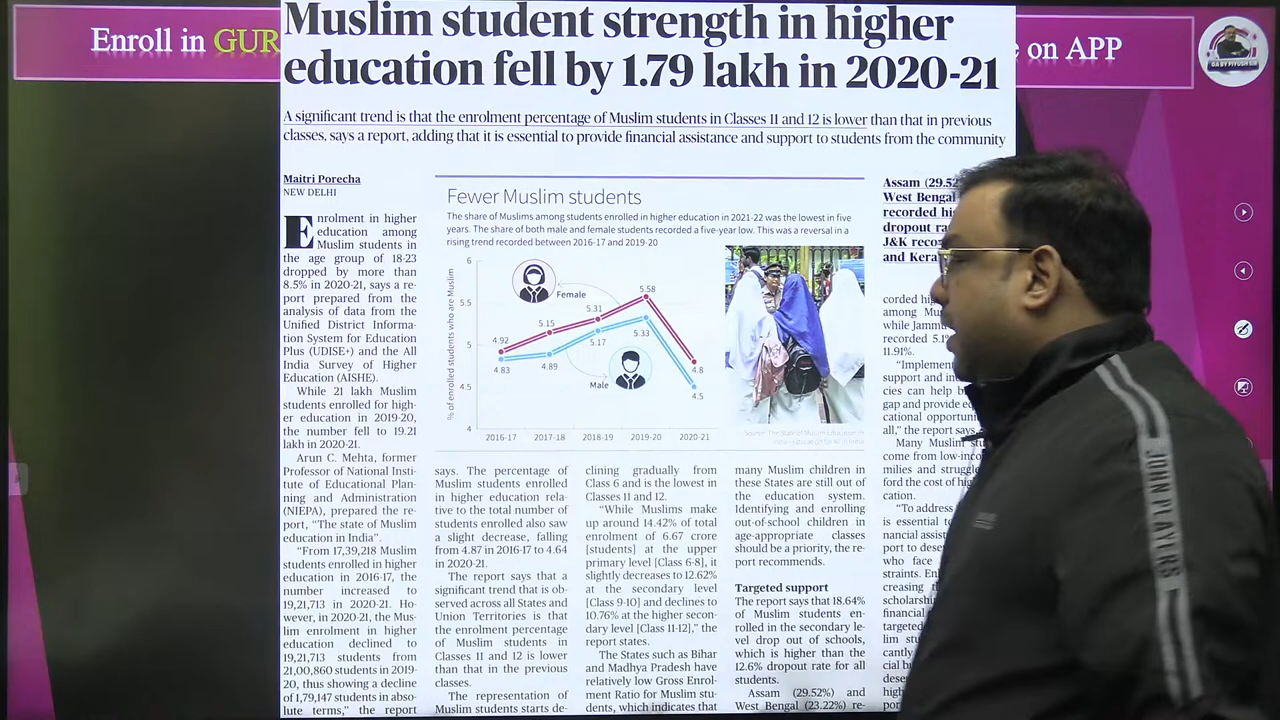 Enroll in GUR
e on APP
Muslim student strength in higher
education fell by 1.79 lakh in 2020-21
A significant trend is that the enrolment percentage of Muslim students in Classes 11 and 12 is lower than that in previous
classes, says a report, adding that it is essential to provide financial assistance and support to students from the community
Maitri Porecha
NEW DELHI
Enrolment in higher
education among
Muslim students in
the age group of 18-23
dropped by more than
8.5% in 2020-21, says a re-
port prepared from the
analysis of data from the
Unified District Informa-
tion System for Education
Plus (UDISE+) and the All
India Survey of Higher
Education (AISHE).
While 21 lakh Muslim
students enrolled for high-
er education in 2019-20,
the number fell to 19.21
lakh in 2020-21.
Arun C. Mehta, former
Professor of National Insti-
tute of Educational Plan-
ning and Administration
(NIEPA), prepared the re-
port, “The state of Muslim
education in India”.
“From 17,39,218 Muslim
students enrolled in higher
education in 2016-17, the
number increased to
19,21,713 in 2020-21. Ho-
wever, in 2020-21, the Mus-
lim enrolment in higher
education declined to
19,21,713 students from
21,00,860 students in 2019-
20, thus showing a decline
of 1,79,147 students in abso-
lute terms,” the report
Fewer Muslim students
The share of Muslims among students enrolled in higher education in 2021-22 was the lowest in five
years. The share of both male and female students recorded a five-year low. This was a reversal in a
rising trend recorded between 2016-17 and 2019-20
% of enrolled students who are Muslim
6
5.5
5
4.5
4
Female
Male
4.92
5.15
5.31
5.58
4.8
4.83
4.89
5.17
5.33
4.5
2016-17
2017-18
2018-19
2019-20
2020-21
Source: The State of Muslim Education in
says. The percentage of
Muslim students enrolled
in higher education rela-
tive to the total number of
students enrolled also saw
a slight decrease, falling
from 4.87 in 2016-17 to 4.64
in 2020-21.
The report says that a
significant trend that is ob-
served across all States and
Union Territories is that
the enrolment percentage
of Muslim students in
Classes 11 and 12 is lower
than that in the previous
classes.
The representation of
Muslim students starts de-
clining gradually from
Class 6 and is the lowest in
Classes 11 and 12.
“While Muslims make
up around 14.42% of total
enrolment of 6.67 crore
[students] at the upper
primary level [Class 6-8], it
slightly decreases to 12.62%
at the secondary level
[Class 9-10] and declines to
10.76% at the higher secon-
dary level [Class 11-12],” the
report states.
The States such as Bihar
and Madhya Pradesh have
relatively low Gross Enrol-
ment Ratio for Muslim stu-
dents, which indicates that
many Muslim children in
these States are still out of
the education system.
Identifying and enrolling
out-of-school children in
age-appropriate classes
should be a priority, the re-
port recommends.
Targeted support
The report says that 18.64%
of Muslim students en-
rolled in the secondary le-
vel drop out of schools,
which is higher than the
12.6% dropout rate for all
students.
Assam (29.52%) and
West Bengal (23.22%) re-
Assam (29.52
West Bengal
recorded hi
dropout ra
J&K reco
and Kera
corded hig
among Mu
while Jammu
recorded 5.1
11.91%.
“Implement
support and in
cies can help b
gap and provide eq
cational opportuni
all,” the report says.
Many Muslim stu
come from low-inco
milies and struggle
ford the cost of hig
cation.
“To address
is essential to
nancial assist
port to dese
who face
straints. En
creasing t
scholarshi
financial
targeted
lim stu
cantly
cial b
dese
high
por
JOHN PLAYERS